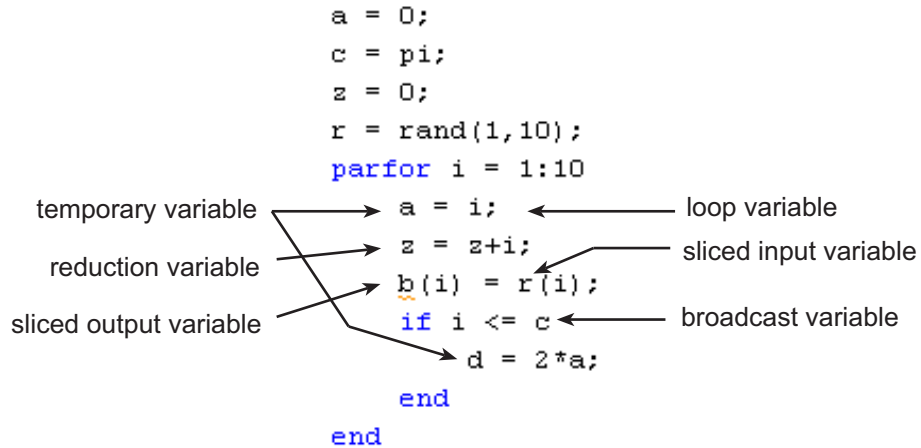 a = 0;
c = pi;
z = 0;
r = rand(1,10);
parfor i = 1:10
temporary variable a = i; loop variable
reduction variable z = z+i; sliced input variable
sliced output variable b(i) = r(i);
if i <= c broadcast variable
d = 2*a;
end
end